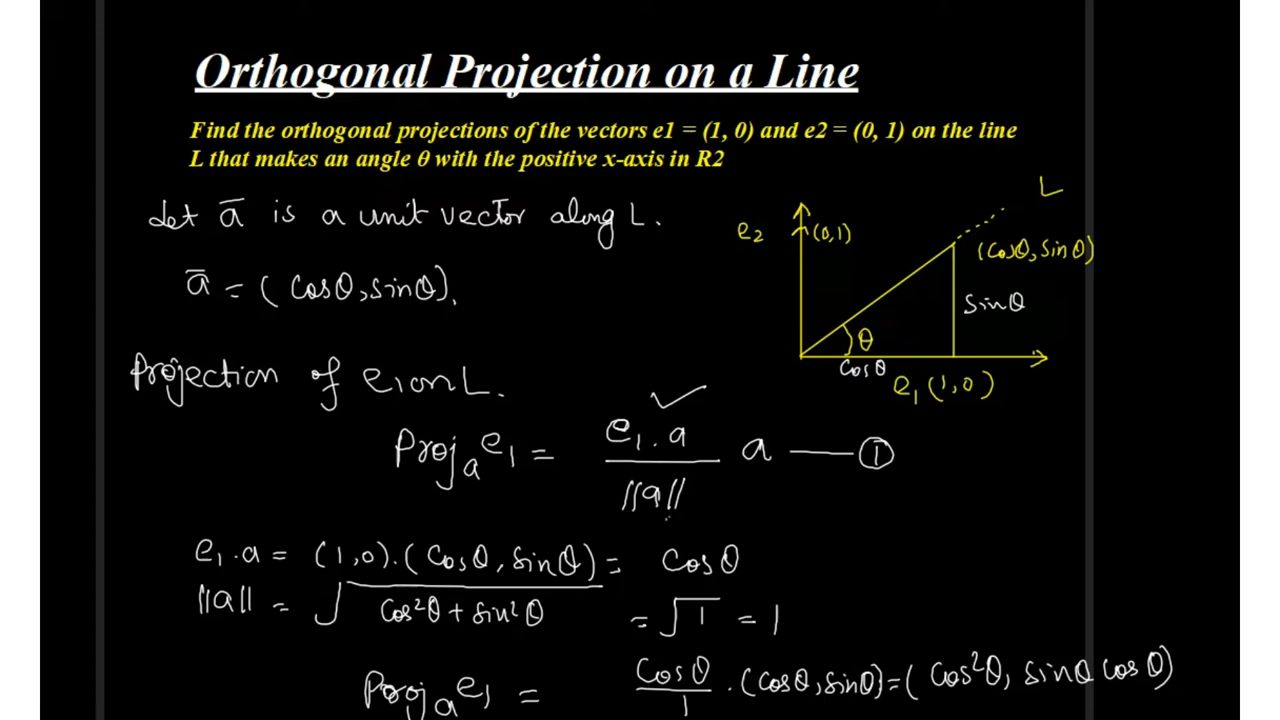 Orthogonal Projection on a Line
Find the orthogonal projections of the vectors e1 = (1, 0) and e2 = (0, 1) on the line
L that makes an angle θ with the positive x-axis in R2
Let a̅ is a unit vector along L.
a̅ = (cosθ, sinθ).
L
e₂ (0,1)
(cosθ, sinθ)
sinθ
θ
cosθ
e₁ (1,0)
Projection of e₁ on L.
Projₐ e₁ = e₁ . a / ||a|| a —— ①
e₁ . a = (1,0) . (cosθ, sinθ) = cosθ
||a|| = √cos²θ + sin²θ = √1 = 1
Projₐ e₁ = cosθ / 1 . (cosθ, sinθ) = (cos²θ, sinθ cosθ)